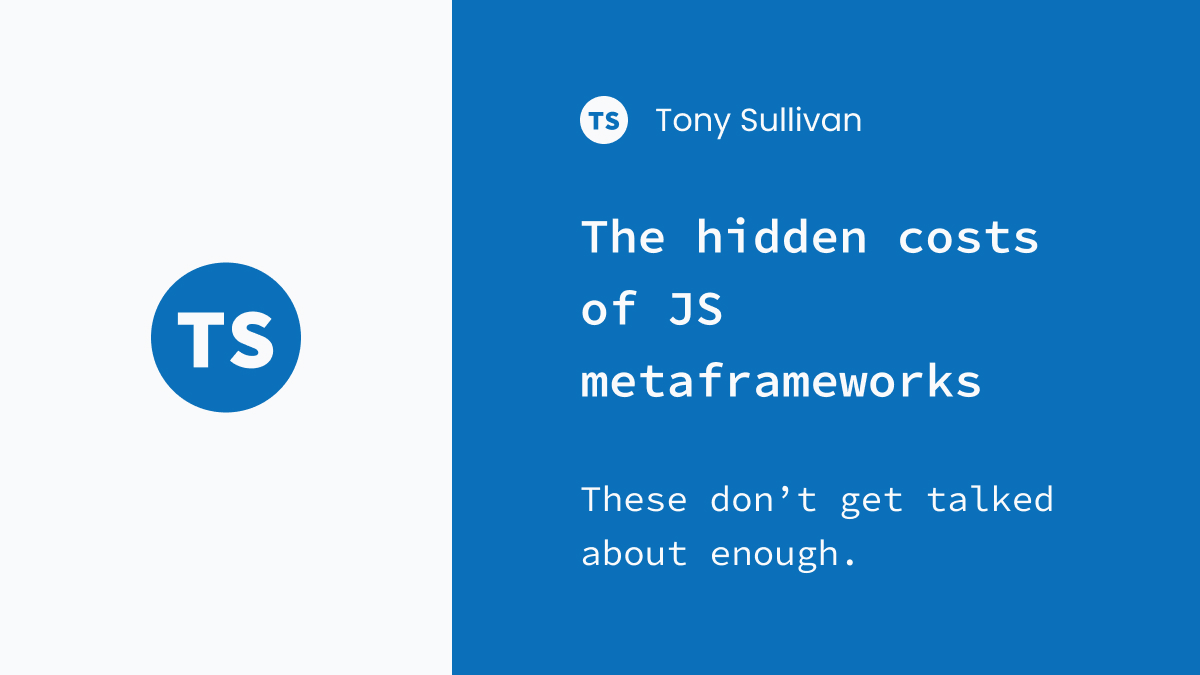 TS
TS Tony Sullivan
The hidden costs
of JS
metaframeworks
These don’t get talked
about enough.